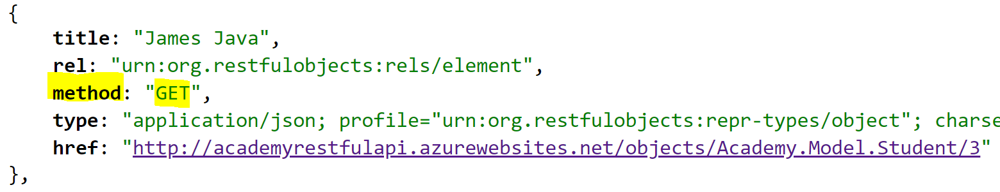 {
title: "James Java",
rel: "urn:org.restfulobjects:rels/element",
method: "GET",
type: "application/json; profile="urn:org.restfulobjects:repr-types/object"; charse
href: "http://academyrestfulapi.azurewebsites.net/objects/Academy.Model.Student/3"
},